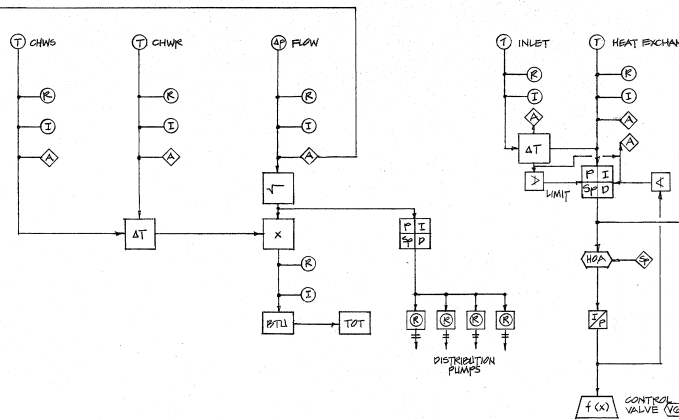 T CHWS
T CHWR
ΔP FLOW
T INLET
T HEAT EXCHAN
R
R
R
R
R
I
I
I
I
I
A
A
A
A
A
A
ΔT
√
P I
SP D
A
A
LIMIT
ΔT
X
P I
SP D
HOA
SP
R
I
BTU
TOT
R
R
R
R
I/P
DISTRIBUTION
PUMPS
f(x)
CONTROL
VALVE